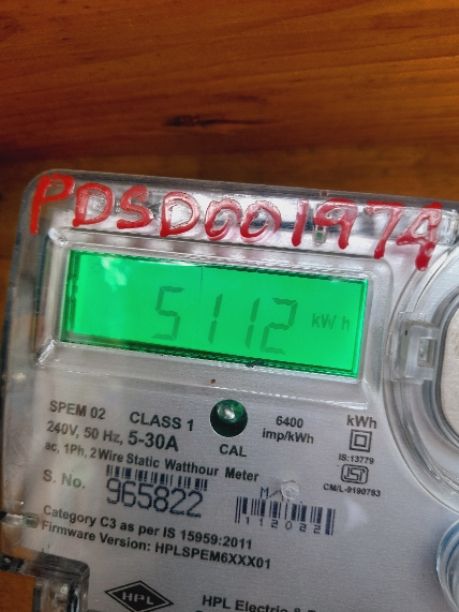 PDSD001974
5112 kWh
SPEM 02 CLASS 1 6400 kWh
240V, 50 Hz, 5-30A CAL imp/kWh
ac, 1Ph, 2Wire Static Watthour Meter IS:13779
S. No. CM/L-9190783
965822
112022
Category C3 as per IS 15959:2011
Firmware Version: HPLSPEM6XXX01
HPL HPL Electric &